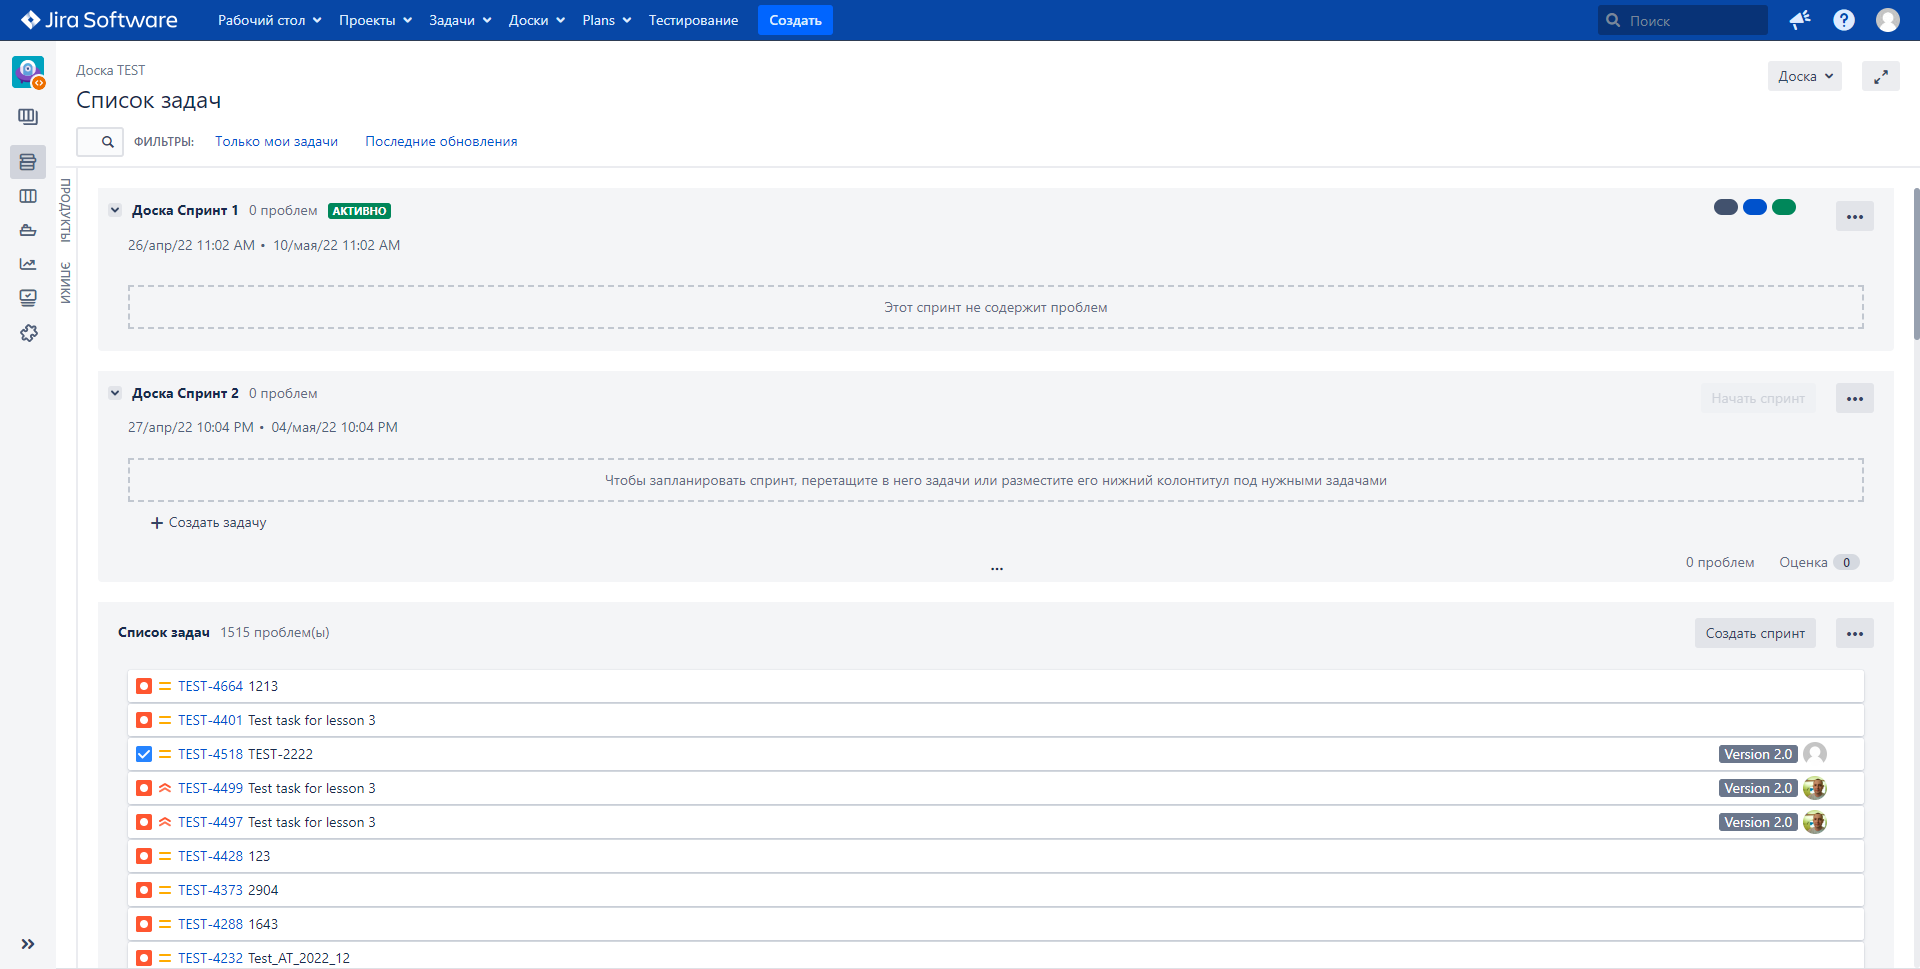 Jira Software Рабочий стол Проекты Задачи Доски Plans Тестирование Создать Поиск
Доска TEST
Список задач
Доска
ФИЛЬТРЫ: Только мои задачи Последние обновления
ПРОДУКТЫ
ЭПИКИ
Доска Спринт 1 0 проблем АКТИВНО
26/апр/22 11:02 AM • 10/мая/22 11:02 AM
Этот спринт не содержит проблем
Доска Спринт 2 0 проблем
Начать спринт
27/апр/22 10:04 PM • 04/мая/22 10:04 PM
Чтобы запланировать спринт, перетащите в него задачи или разместите его нижний колонтитул под нужными задачами
+ Создать задачу
0 проблем Оценка 0
Список задач 1515 проблем(ы)
Создать спринт
TEST-4664 1213
TEST-4401 Test task for lesson 3
TEST-4518 TEST-2222 Version 2.0
TEST-4499 Test task for lesson 3 Version 2.0
TEST-4497 Test task for lesson 3 Version 2.0
TEST-4428 123
TEST-4373 2904
TEST-4288 1643
TEST-4232 Test_AT_2022_12